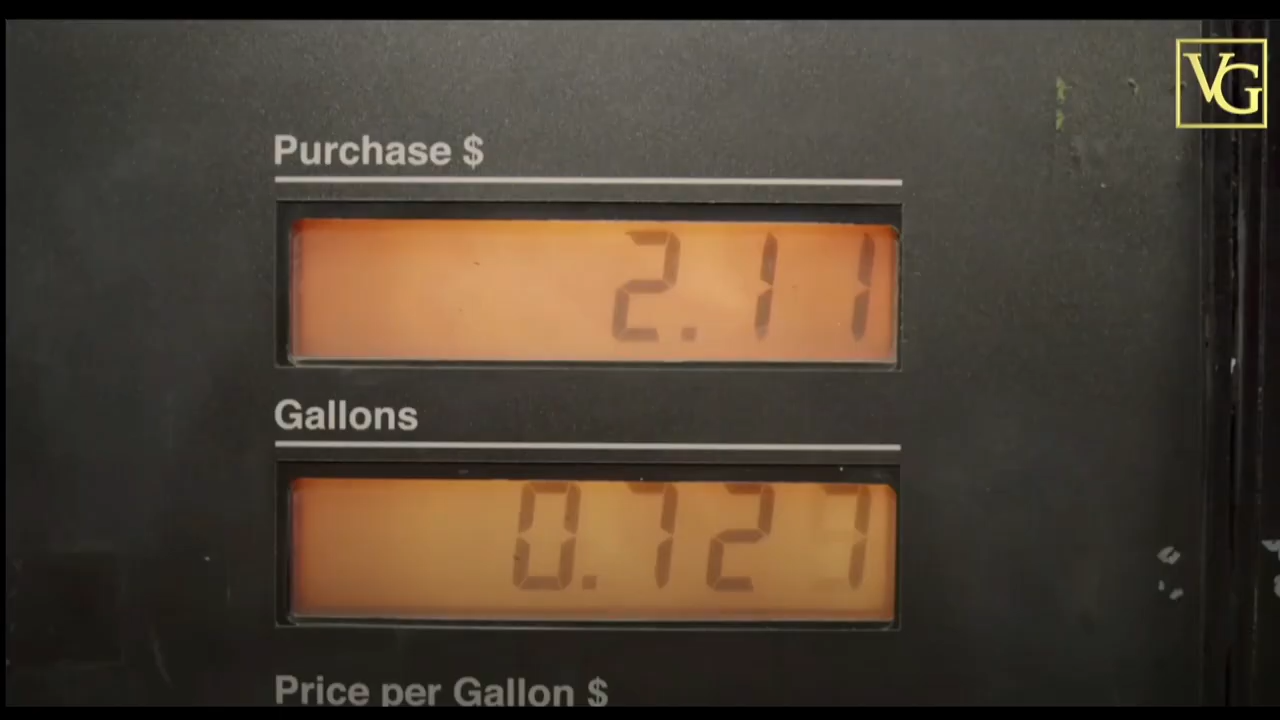 VG
Purchase $
2.11
Gallons
0.727
Price per Gallon $